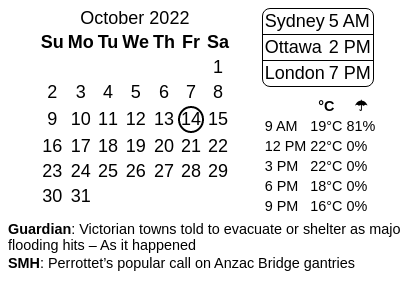 October 2022
Su Mo Tu We Th Fr Sa
1
2 3 4 5 6 7 8
9 10 11 12 13 14 15
16 17 18 19 20 21 22
23 24 25 26 27 28 29
30 31
Sydney 5 AM
Ottawa 2 PM
London 7 PM
°C ☂
9 AM 19°C 81%
12 PM 22°C 0%
3 PM 22°C 0%
6 PM 18°C 0%
9 PM 16°C 0%
Guardian: Victorian towns told to evacuate or shelter as majo
flooding hits – As it happened
SMH: Perrottet's popular call on Anzac Bridge gantries